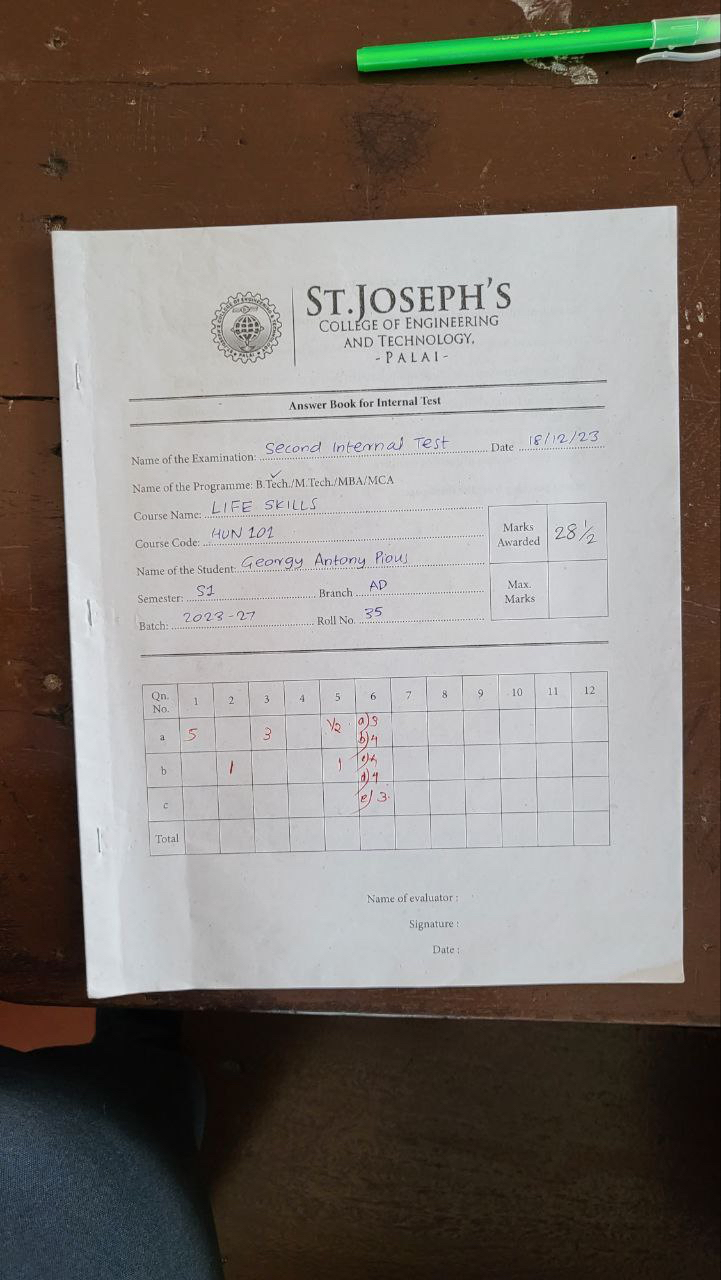 ST.JOSEPH'S
COLLEGE OF ENGINEERING
AND TECHNOLOGY,
- PALAI -
Answer Book for Internal Test
Name of the Examination: Second Internal Test Date 18/12/23
Name of the Programme: B.Tech./M.Tech./MBA/MCA
Course Name: LIFE SKILLS
Course Code: HUN 101
Marks Awarded 28 1/2
Name of the Student: Georgy Antony Pious
Semester: S1 Branch AD
Max. Marks
Batch: 2023-27 Roll No. 35
Qn. No. 1 2 3 4 5 6 7 8 9 10 11 12
a 5 3 1/2 a) 3
b) 4
b 1 1
d) 4
c e) 3.
Total
Name of evaluator :
Signature :
Date :